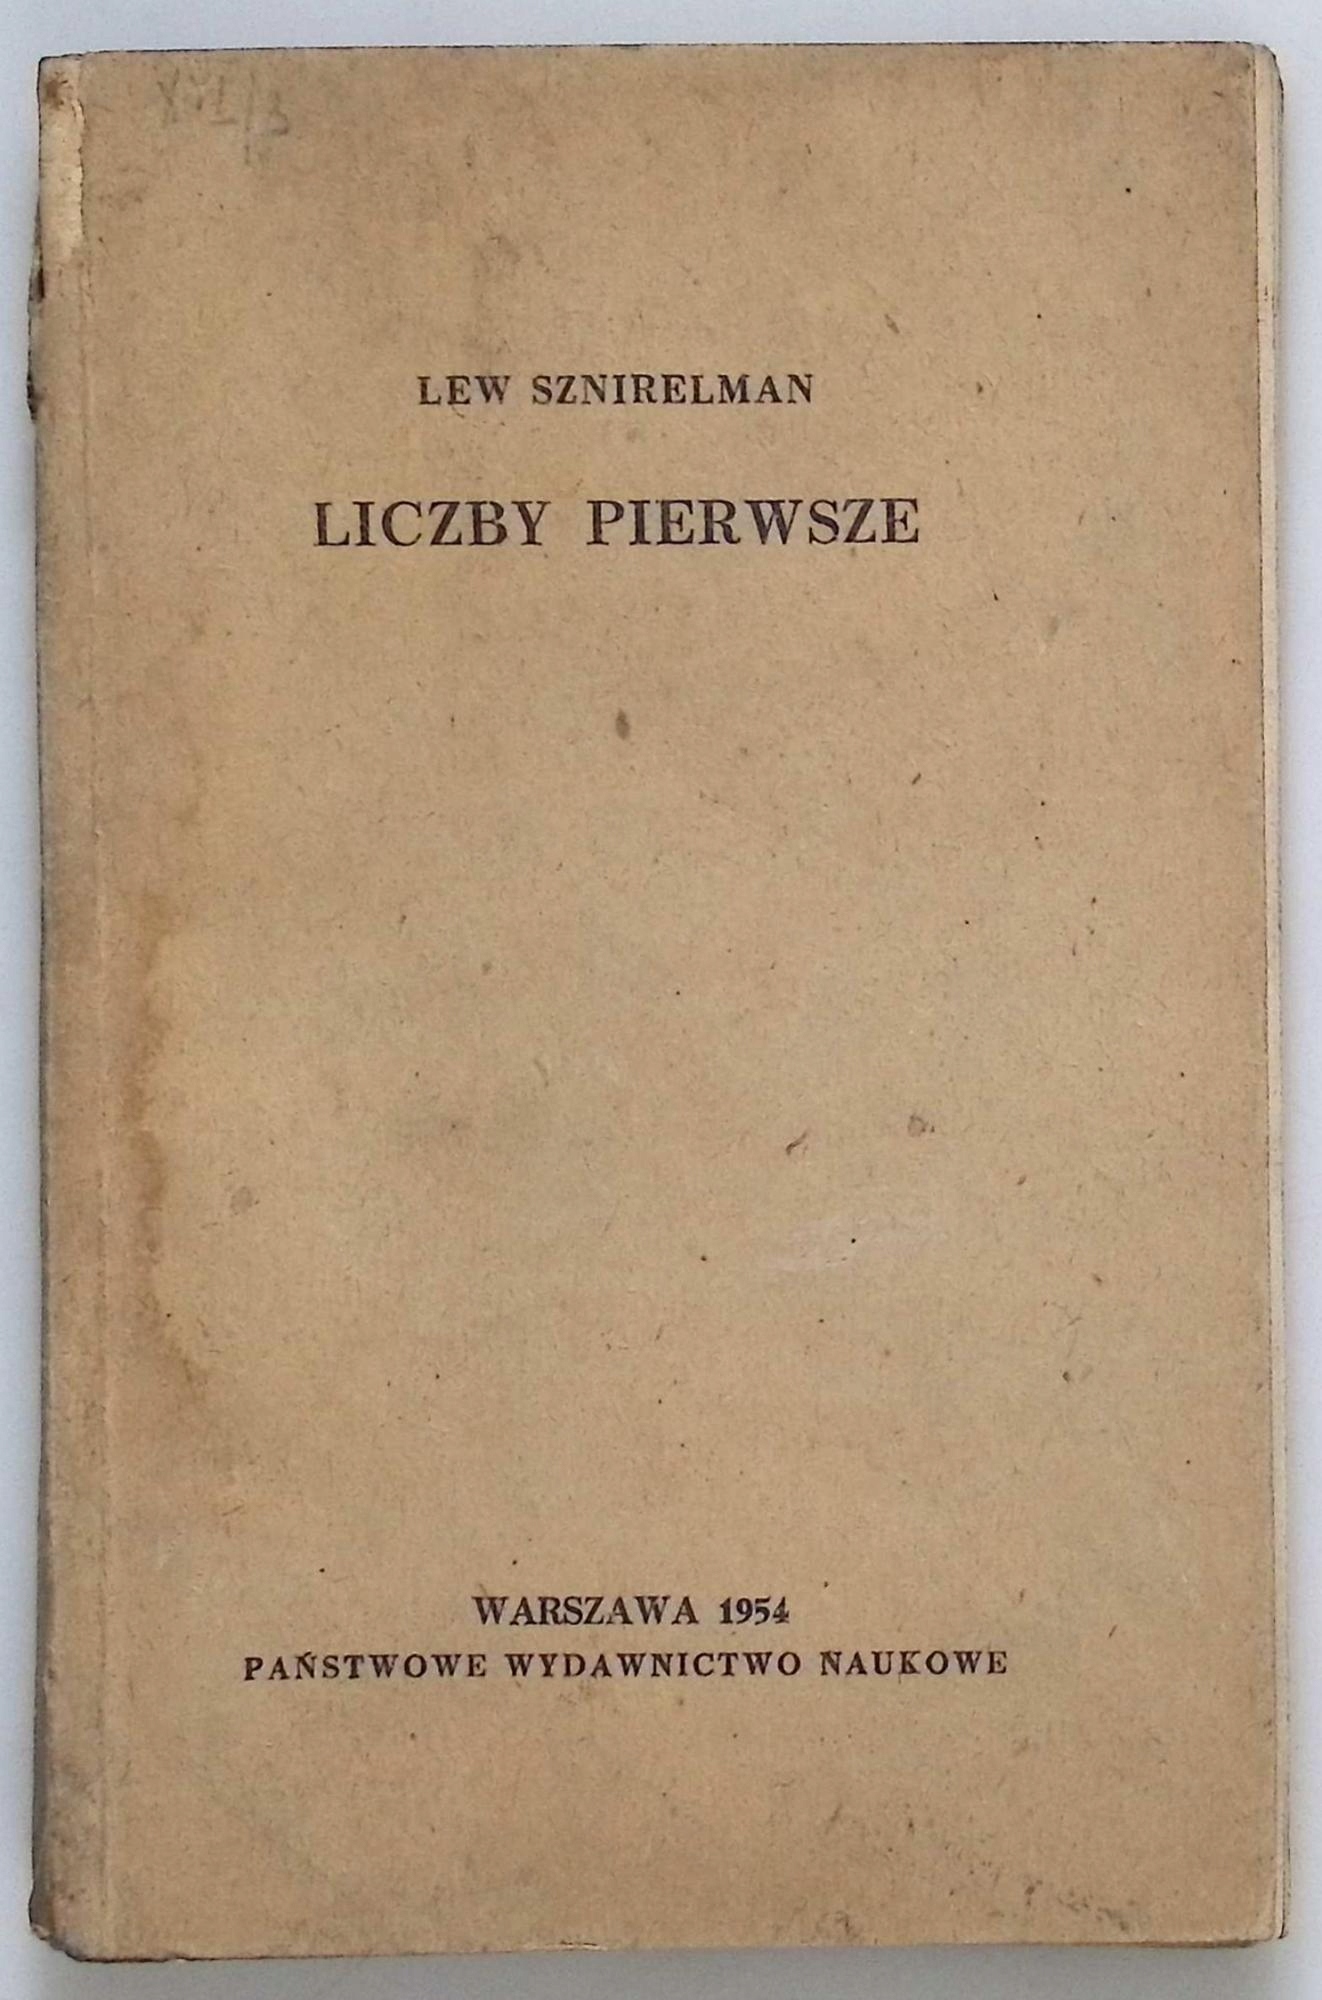 LEW SZNIRELMAN
LICZBY PIERWSZE
WARSZAWA 1954
PAŃSTWOWE WYDAWNICTWO NAUKOWE